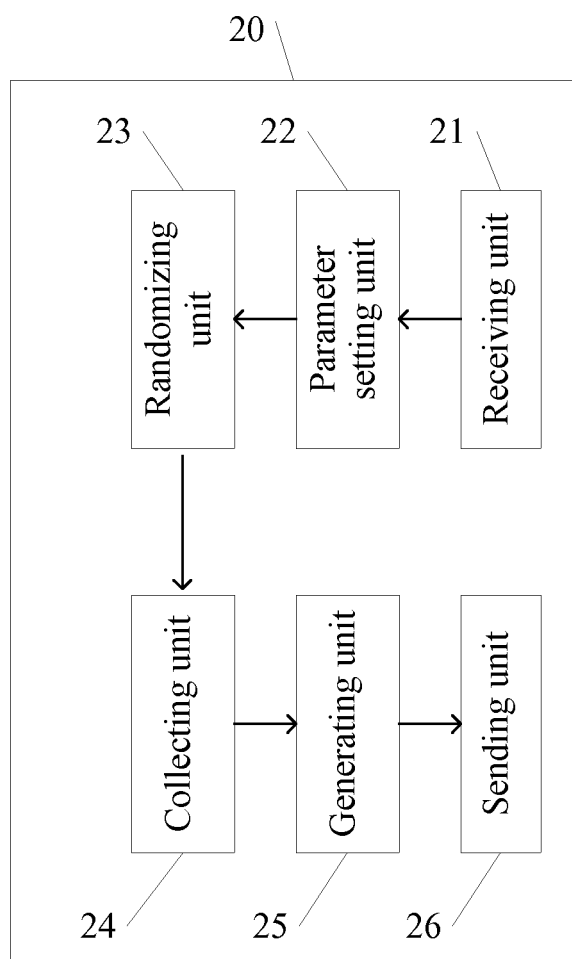 20
23
22
21
Randomizing
unit
Parameter
setting unit
Receiving unit
Collecting unit
Generating unit
Sending unit
24
25
26